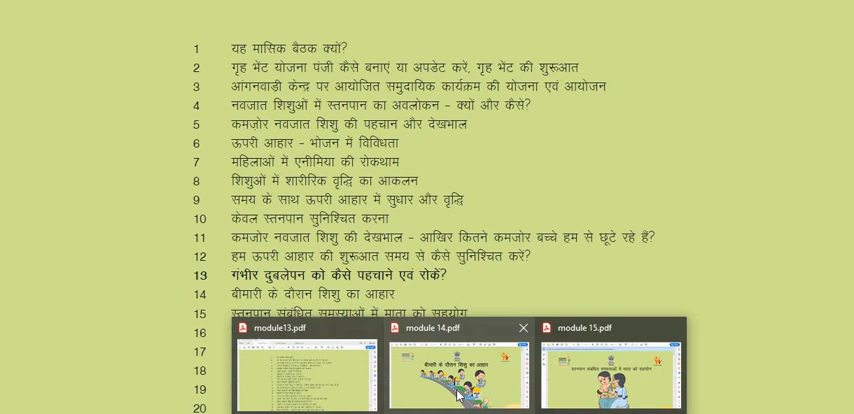 1 यह मासिक बैठक क्यों?
2 गृह भेंट योजना पंजी कैसे बनाएं या अपडेट करें, गृह भेंट की शुरूआत
3 आंगनवाड़ी केन्द्र पर आयोजित समुदायिक कार्यक्रम की योजना एवं आयोजन
4 नवजात शिशुओं में स्तनपान का अवलोकन - क्यों और कैसे?
5 कमज़ोर नवजात शिशु की पहचान और देखभाल
6 ऊपरी आहार - भोजन में विविधता
7 महिलाओं में एनीमिया की रोकथाम
8 शिशुओं में शारीरिक वृद्धि का आकलन
9 समय के साथ ऊपरी आहार में सुधार और वृद्धि
10 केवल स्तनपान सुनिश्चित करना
11 कमजोर नवजात शिशु की देखभाल - आखिर कितने कमजोर बच्चे हम से छूटे रहे हैं?
12 हम ऊपरी आहार की शुरूआत समय से कैसे सुनिश्चित करें?
13 गंभीर दुबलेपन को कैसे पहचाने एवं रोकें?
14 बीमारी के दौरान शिशु का आहार
15 स्तनपान संबंधित समस्याओं में माता को सहयोग
16
17
18
19
20
module13.pdf module 14.pdf module 15.pdf
बीमारी के दौरान शिशु का आहार
स्तनपान संबंधित समस्याओं में माता को सहयोग